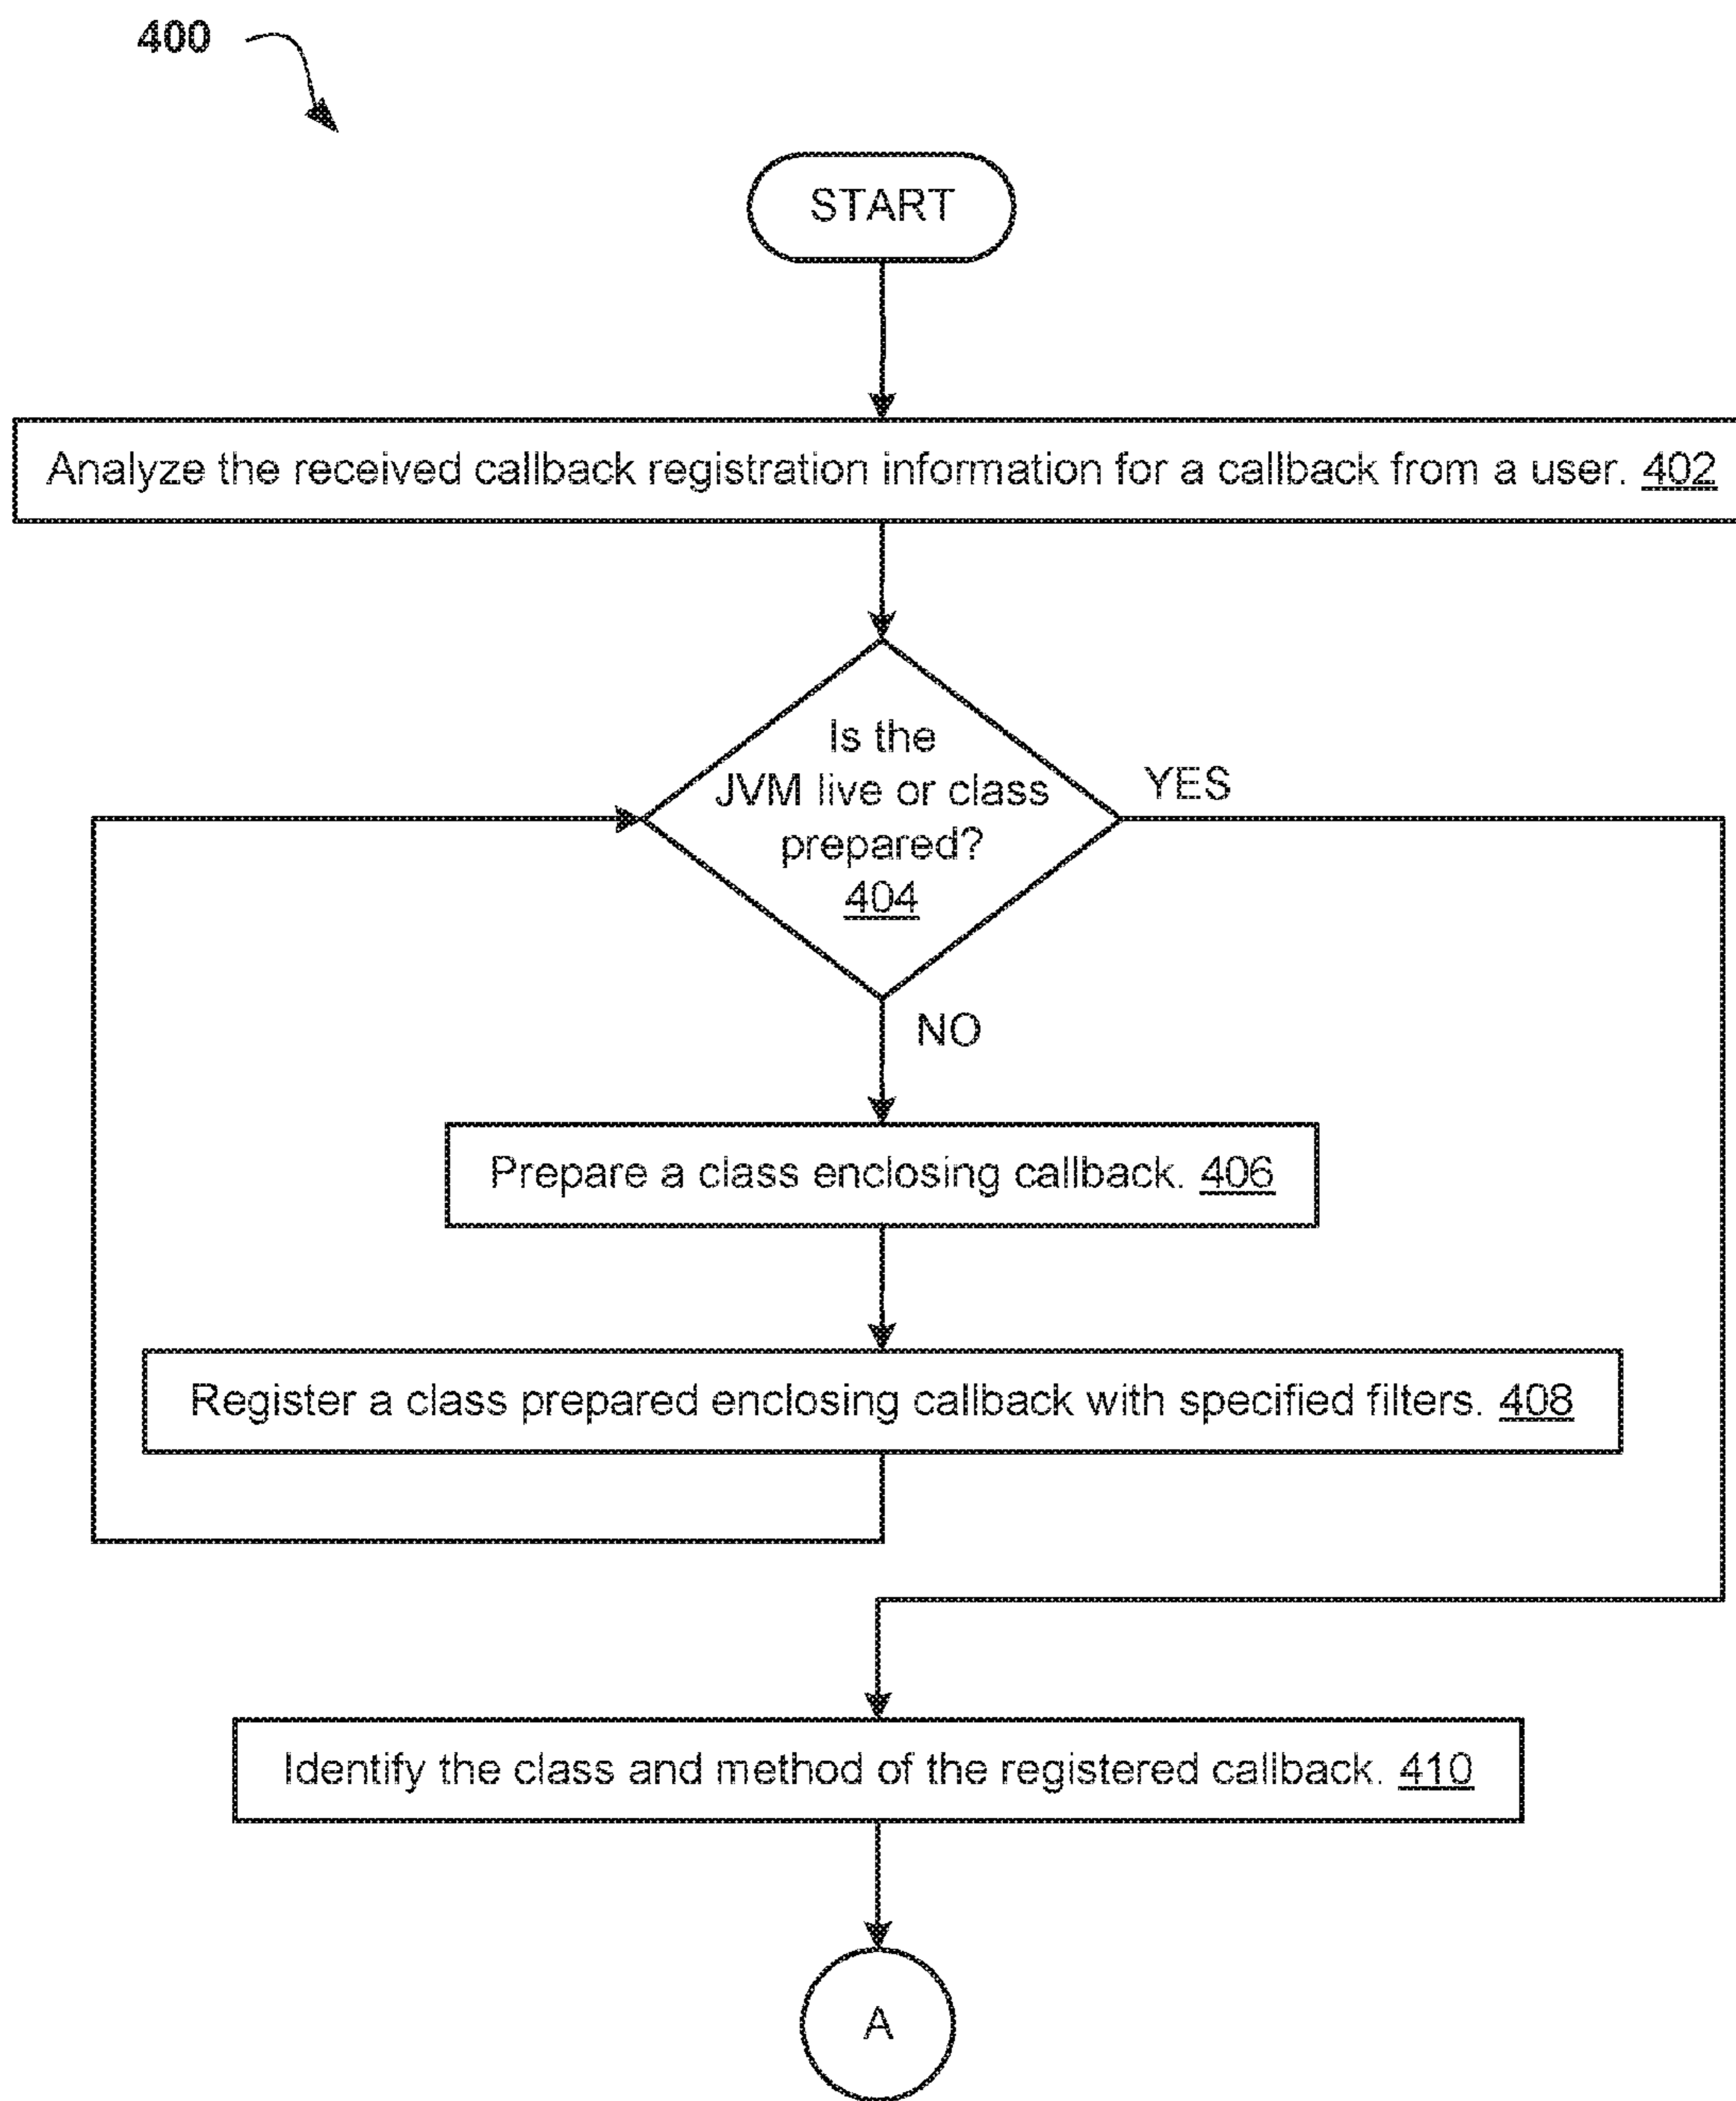 400
START
Analyze the received callback registration information for a callback from a user. 402
Is the
JVM live or class
prepared?
404
YES
NO
Prepare a class enclosing callback. 406
Register a class prepared enclosing callback with specified filters. 408
Identify the class and method of the registered callback. 410
A